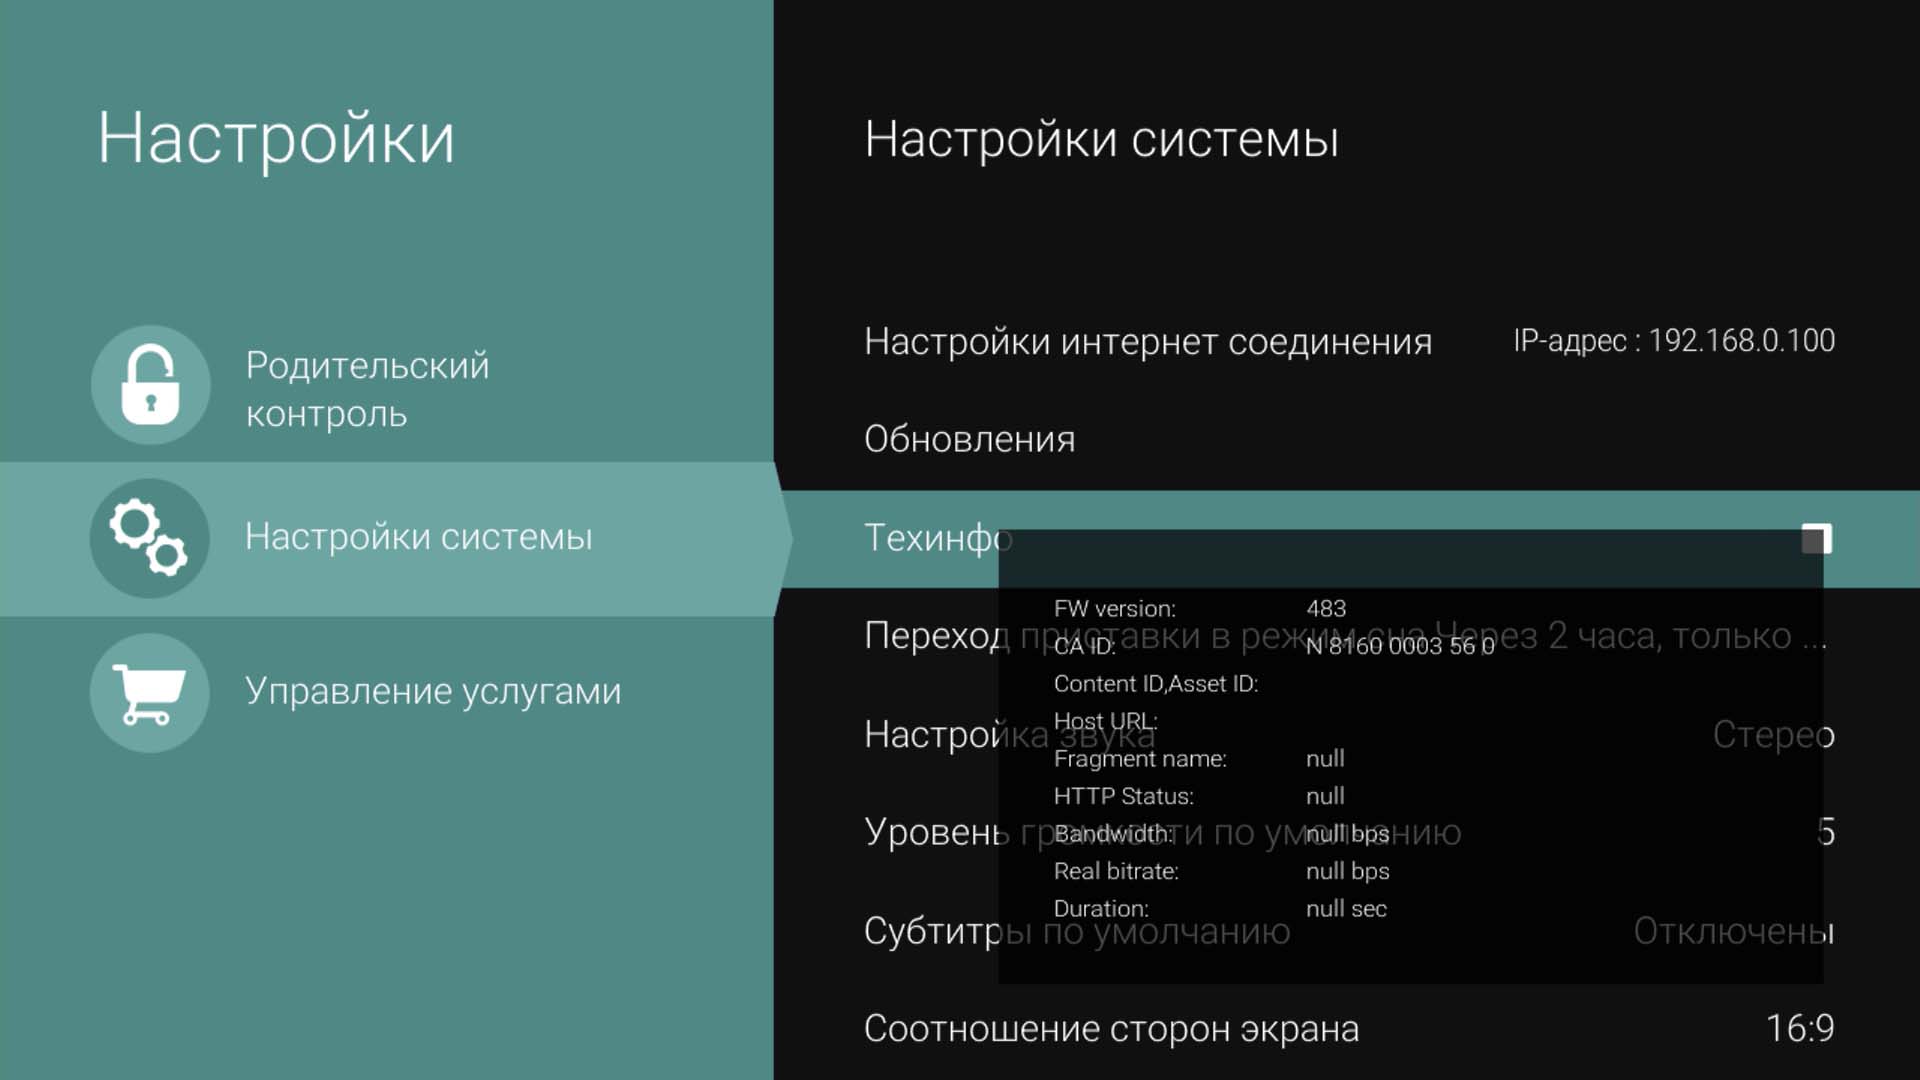 Настройки
Родительский
контроль
Настройки системы
Управление услугами
Настройки системы
Настройки интернет соединения IP-адрес : 192.168.0.100
Обновления
Техинфо
Переход приставки в режим сна Через 2 часа, только ...
Настройка звука Стерео
Уровень громкости по умолчанию 5
Субтитры по умолчанию Отключены
Соотношение сторон экрана 16:9
FW version: 483
CA ID: N 8160 0003 56 0
Content ID,Asset ID:
Host URL:
Fragment name: null
HTTP Status: null
Bandwidth: null bps
Real bitrate: null bps
Duration: null sec